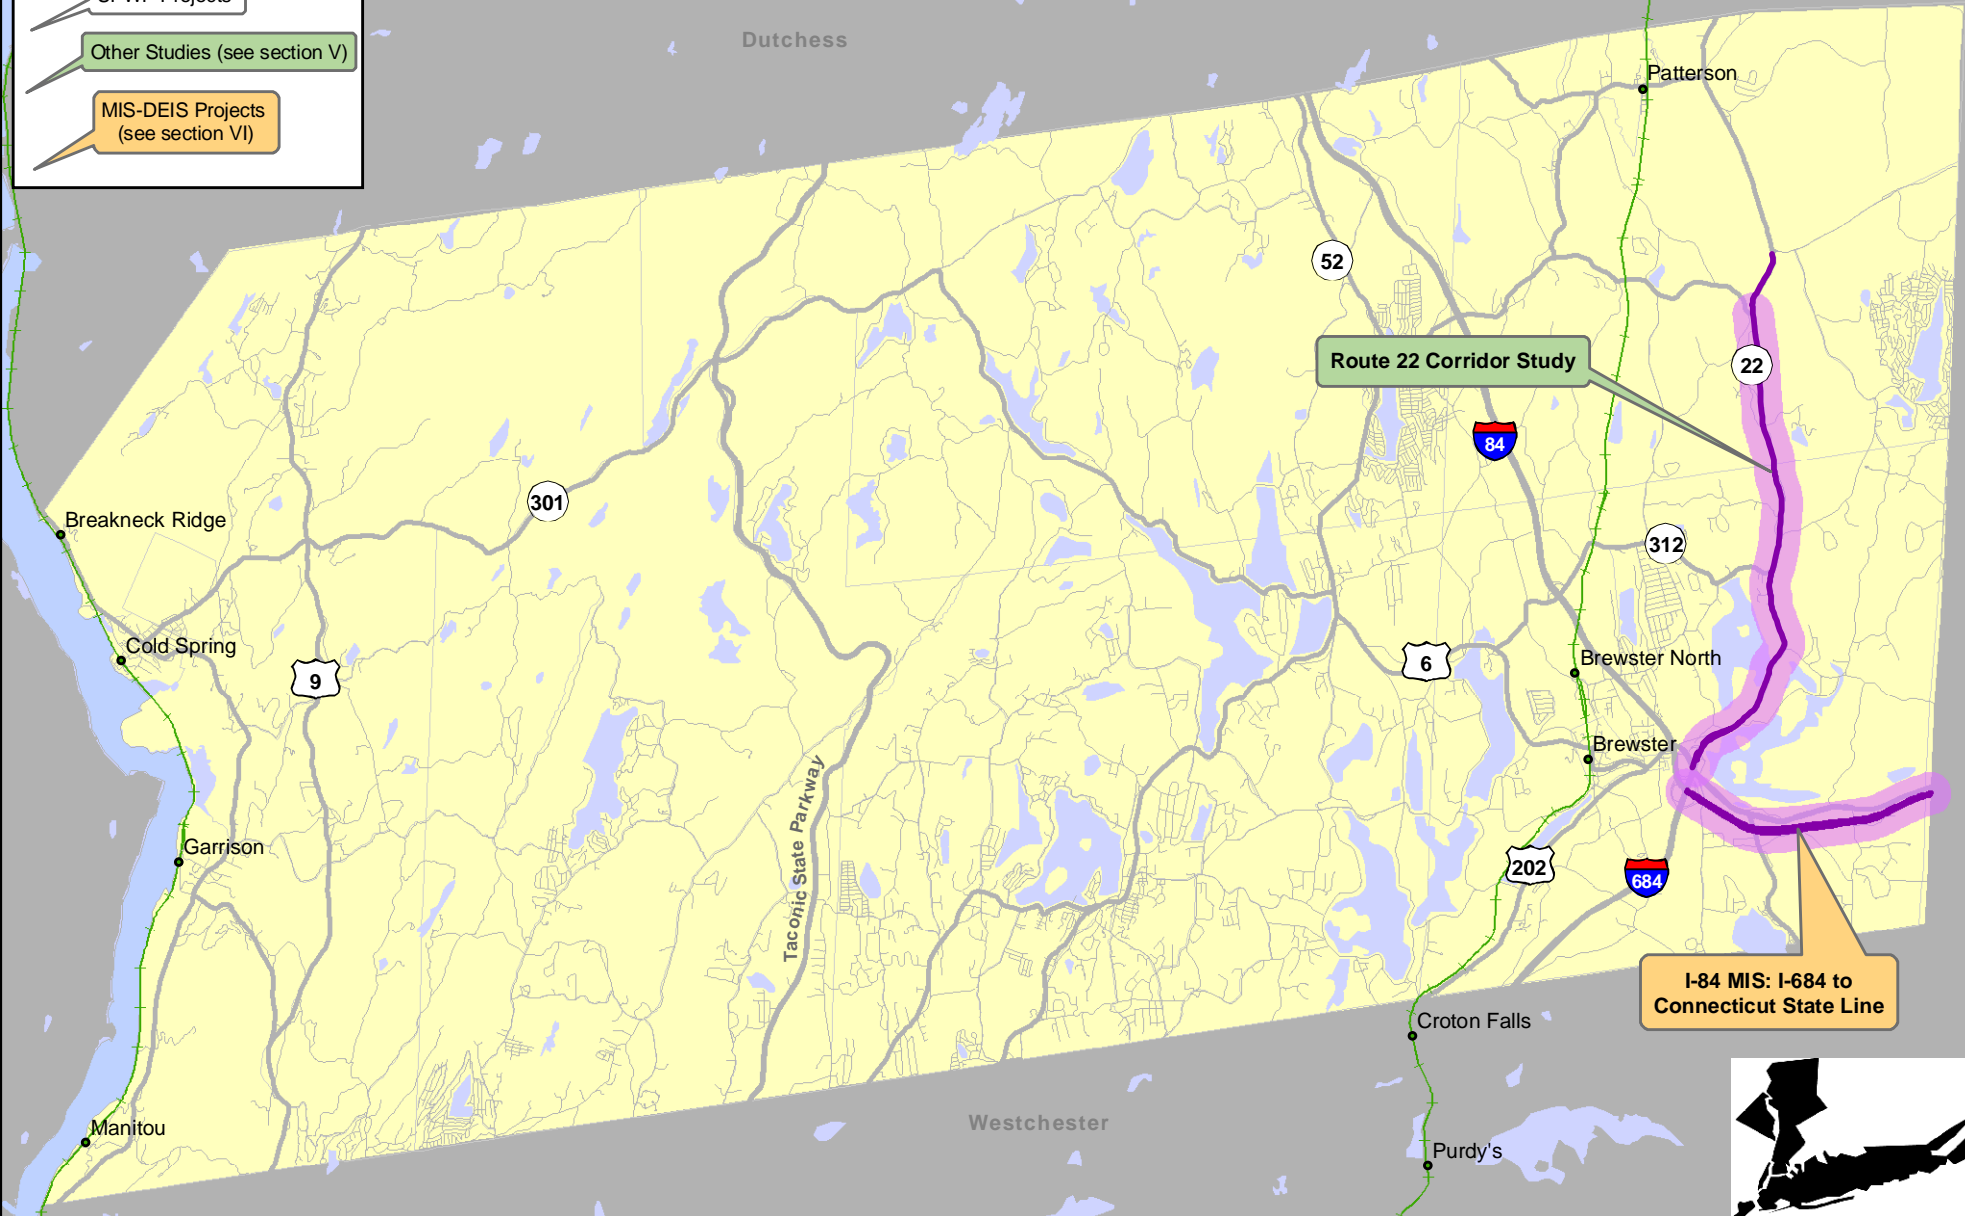 Projects
Other Studies (see section V)
MIS-DEIS Projects
(see section VI)
Dutchess
Patterson
52
Route 22 Corridor Study
22
84
301
Breakneck Ridge
312
Cold Spring
9
6
Brewster North
Brewster
Taconic State Parkway
Garrison
202
684
I-84 MIS: I-684 to
Connecticut State Line
Croton Falls
Westchester
Manitou
Purdy's